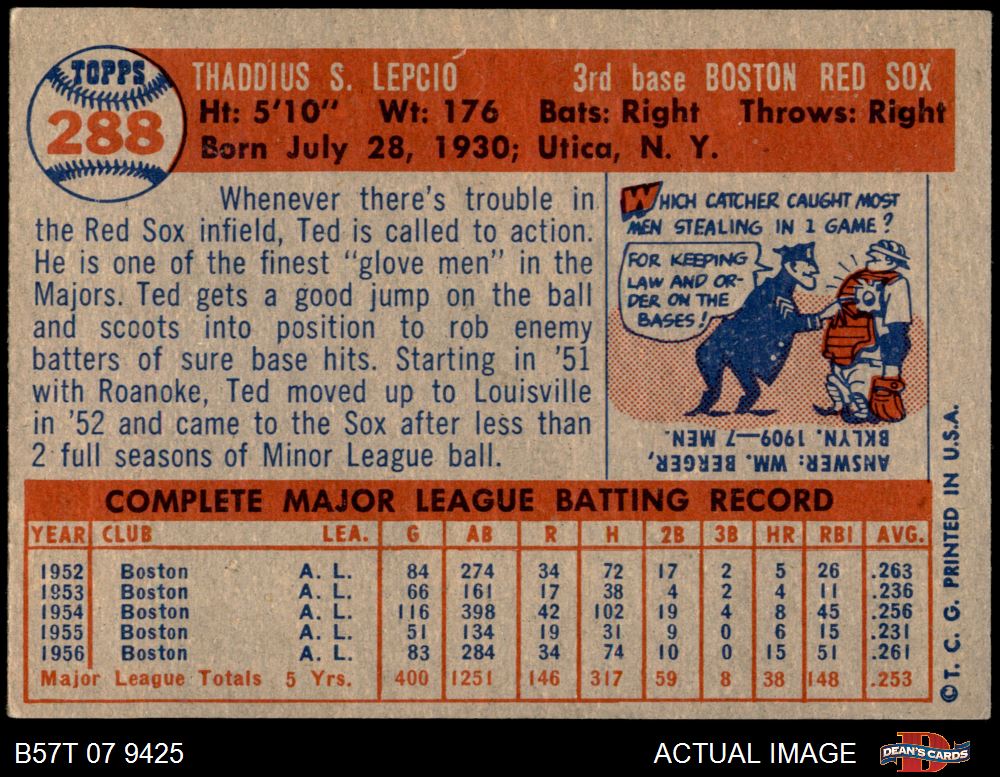 TOPPS
288
THADDIUS S. LEPCIO 3rd base BOSTON RED SOX
Ht: 5'10" Wt: 176 Bats: Right Throws: Right
Born July 28, 1930; Utica, N. Y.
Whenever there's trouble in
the Red Sox infield, Ted is called to action.
He is one of the finest "glove men" in the
Majors. Ted gets a good jump on the ball
and scoots into position to rob enemy
batters of sure base hits. Starting in '51
with Roanoke, Ted moved up to Louisville
in '52 and came to the Sox after less than
2 full seasons of Minor League ball.
WHICH CATCHER CAUGHT MOST
MEN STEALING IN 1 GAME?
FOR KEEPING
LAW AND OR-
DER ON THE
BASES!
ANSWER: WM. BERGER,
BKLYN. 1909—7 MEN.
COMPLETE MAJOR LEAGUE BATTING RECORD
YEAR CLUB LEA. G AB R H 2B 3B HR RBI AVG.
1952 Boston A. L. 84 274 34 72 17 2 5 26 .263
1953 Boston A. L. 66 161 17 38 4 2 4 11 .236
1954 Boston A. L. 116 398 42 102 19 4 8 45 .256
1955 Boston A. L. 51 134 19 31 9 0 6 15 .231
1956 Boston A. L. 83 284 34 74 10 0 15 51 .261
Major League Totals 5 Yrs. 400 1251 146 317 59 8 38 148 .253
©T. C. G. PRINTED IN U.S.A.
B57T 07 9425 ACTUAL IMAGE DEAN'S CARDS